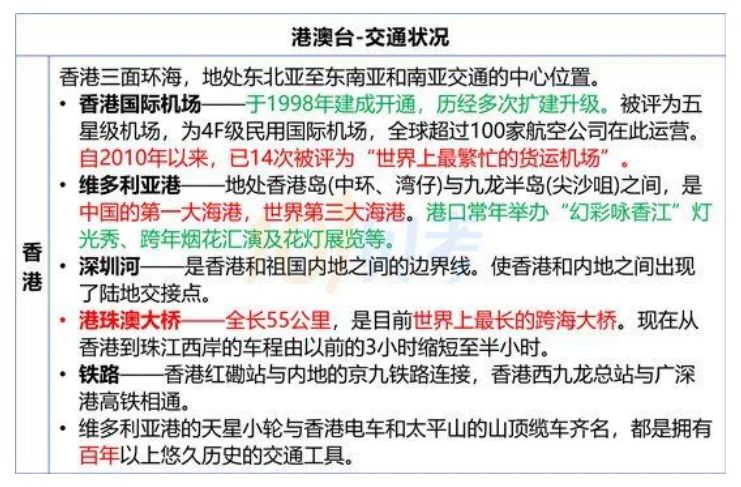 港澳台-交通状况
香港
香港三面环海，地处东北亚至东南亚和南亚交通的中心位置。
• 香港国际机场——于1998年建成开通，历经多次扩建升级。被评为五
星级机场，为4F级民用国际机场，全球超过100家航空公司在此运营。
自2010年以来，已14次被评为“世界上最繁忙的货运机场”。
• 维多利亚港——地处香港岛(中环、湾仔)与九龙半岛(尖沙咀)之间，是
中国的第一大海港，世界第三大海港。港口常年举办“幻彩咏香江”灯
光秀、跨年烟花汇演及花灯展览等。
• 深圳河——是香港和祖国内地之间的边界线。使香港和内地之间出现
了陆地交接点。
• 港珠澳大桥——全长55公里，是目前世界上最长的跨海大桥。现在从
香港到珠江西岸的车程由以前的3小时缩短至半小时。
• 铁路——香港红磡站与内地的京九铁路连接，香港西九龙总站与广深
港高铁相通。
• 维多利亚港的天星小轮与香港电车和太平山的山顶缆车齐名，都是拥有
百年以上悠久历史的交通工具。